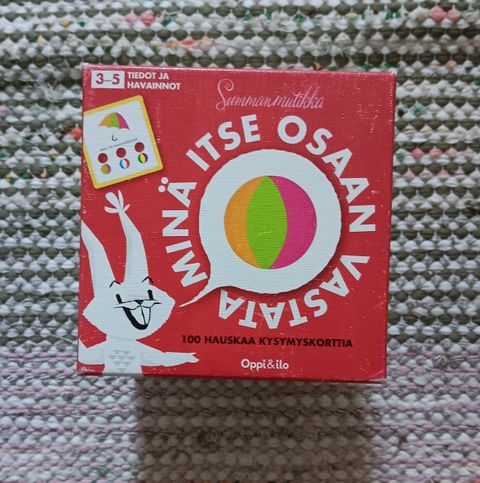 3–5 TIEDOT JA
HAVAINNOT
Summanmutikka
MINÄ ITSE OSAAN VASTATA
100 HAUSKAA KYSYMYSKORTTIA
Oppi&ilo